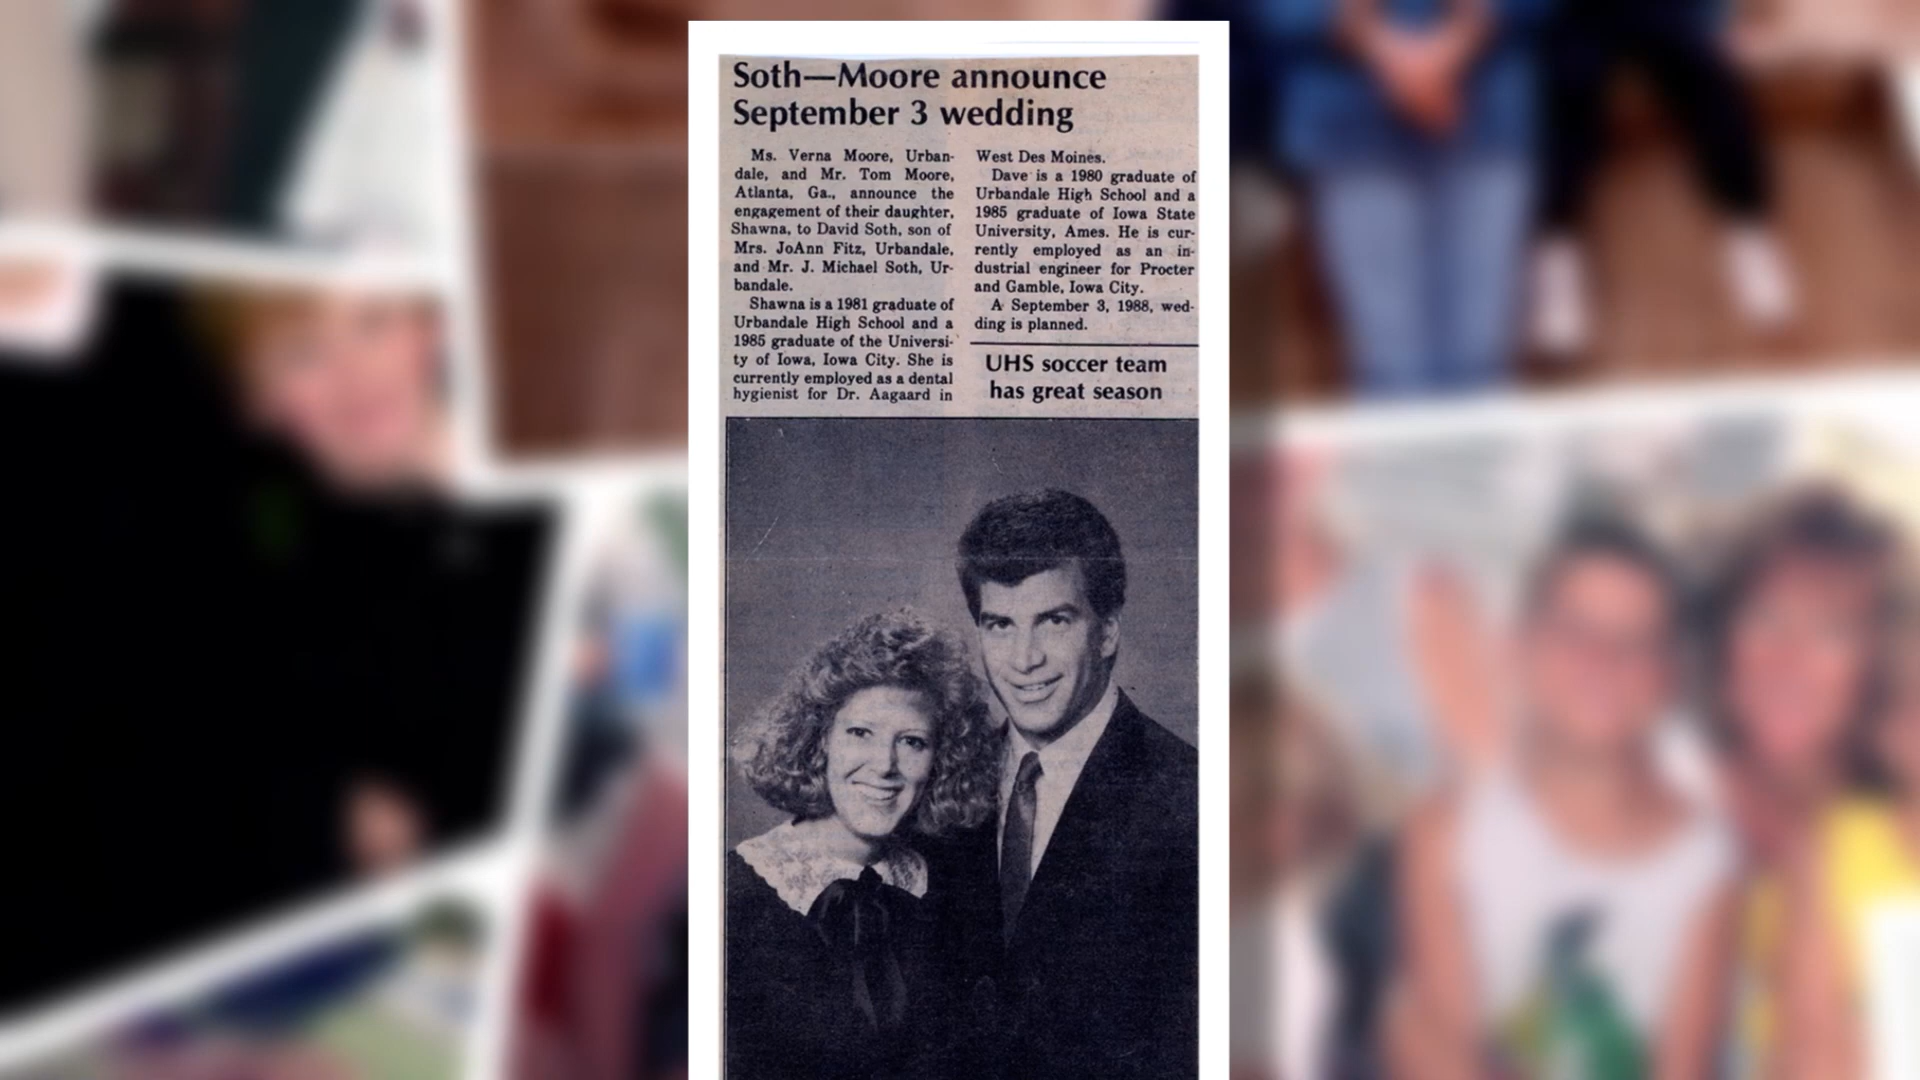 Soth—Moore announce
September 3 wedding
Ms. Verna Moore, Urban-
dale, and Mr. Tom Moore,
Atlanta, Ga., announce the
engagement of their daughter,
Shawna, to David Soth, son of
Mrs. JoAnn Fitz, Urbandale,
and Mr. J. Michael Soth, Ur-
bandale.
Shawna is a 1981 graduate of
Urbandale High School and a
1985 graduate of the Universi-
ty of Iowa, Iowa City. She is
currently employed as a dental
hygienist for Dr. Aagaard in
West Des Moines.
Dave is a 1980 graduate of
Urbandale High School and a
1985 graduate of Iowa State
University, Ames. He is cur-
rently employed as an in-
dustrial engineer for Procter
and Gamble, Iowa City.
A September 3, 1988, wed-
ding is planned.
UHS soccer team
has great season